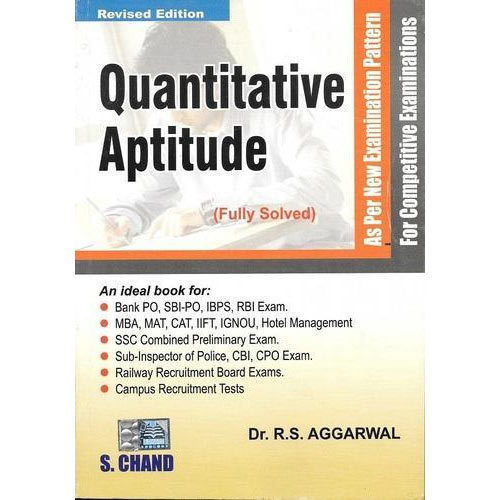 Revised Edition
Quantitative
Aptitude
(Fully Solved)
As Per New Examination Pattern
For Competitive Examinations
An ideal book for:
Bank PO, SBI-PO, IBPS, RBI Exam.
MBA, MAT, CAT, IIFT, IGNOU, Hotel Management
SSC Combined Preliminary Exam.
Sub-Inspector of Police, CBI, CPO Exam.
Railway Recruitment Board Exams.
Campus Recruitment Tests
Dr. R.S. AGGARWAL
S. CHAND